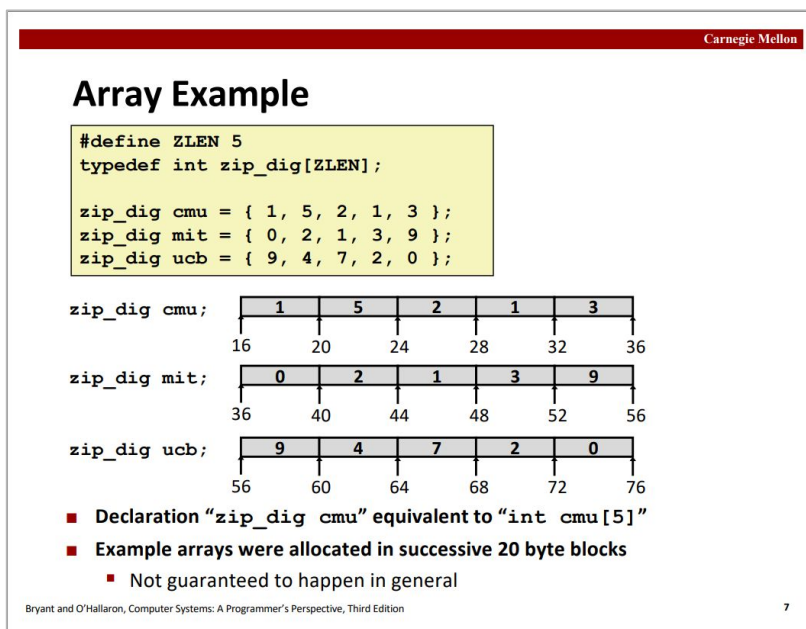 Carnegie Mellon
Array Example
#define ZLEN 5
typedef int zip_dig[ZLEN];
zip_dig cmu = { 1, 5, 2, 1, 3 };
zip_dig mit = { 0, 2, 1, 3, 9 };
zip_dig ucb = { 9, 4, 7, 2, 0 };
zip_dig cmu; 1 5 2 1 3
16 20 24 28 32 36
zip_dig mit; 0 2 1 3 9
36 40 44 48 52 56
zip_dig ucb; 9 4 7 2 0
56 60 64 68 72 76
■ Declaration “zip_dig cmu” equivalent to “int cmu[5]”
■ Example arrays were allocated in successive 20 byte blocks
■ Not guaranteed to happen in general
Bryant and O’Hallaron, Computer Systems: A Programmer’s Perspective, Third Edition 7